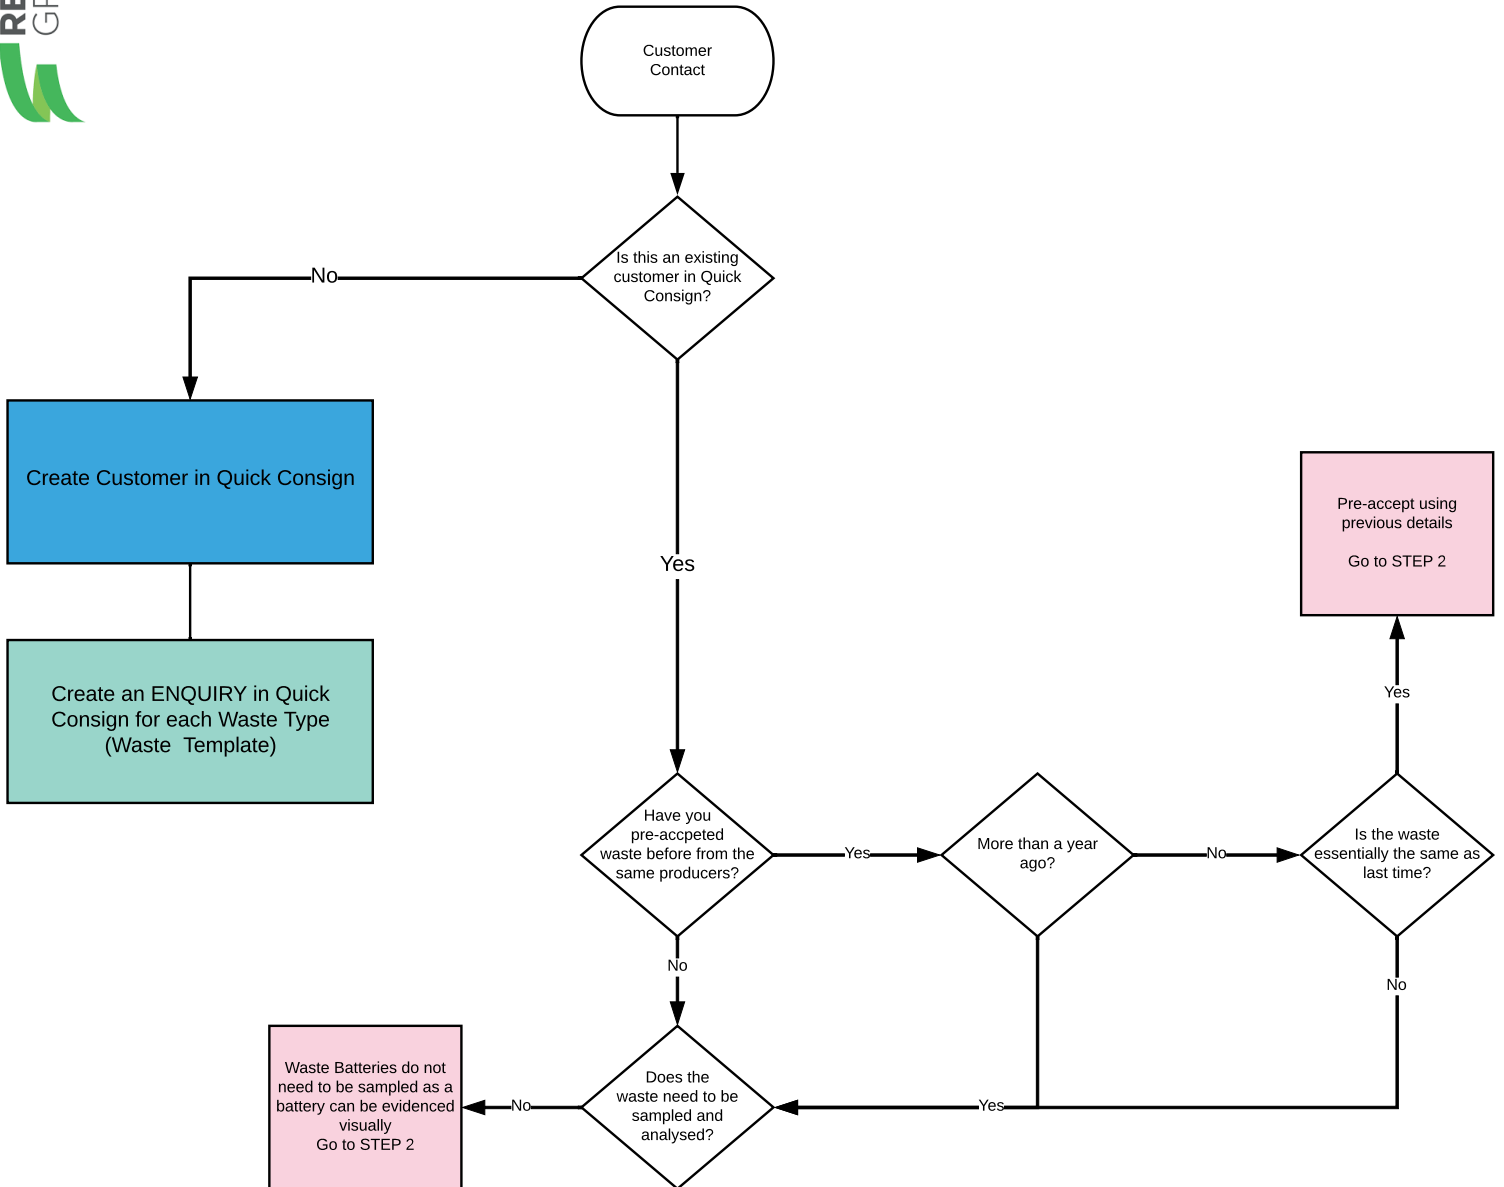 Customer
Contact
Is this an existing
customer in Quick
Consign?
No
Create Customer in Quick Consign
Yes
Create an ENQUIRY in Quick
Consign for each Waste Type
(Waste  Template)
Pre-accept using
previous details
Go to STEP 2
Yes
Have you
pre-accpeted
waste before from the
same producers?
Yes
More than a year
ago?
No
Is the waste
essentially the same as
last time?
No
No
Waste Batteries do not
need to be sampled as a
battery can be evidenced
visually
Go to STEP 2
No
Does the
waste need to be
sampled and
analysed?
Yes